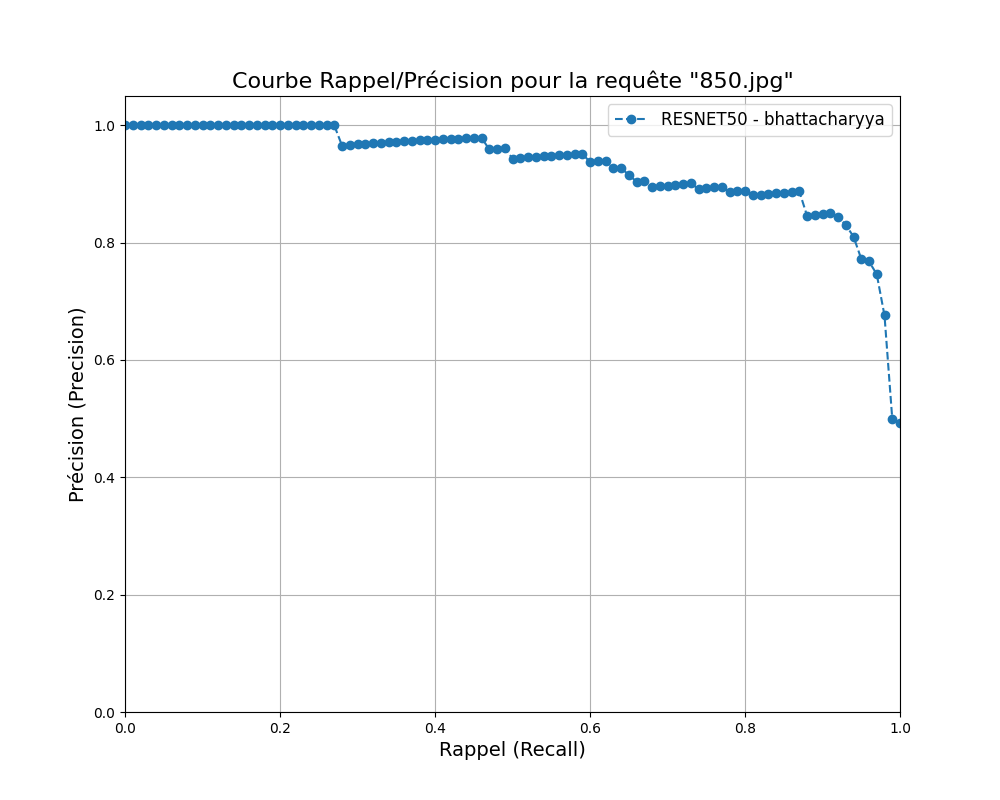 Courbe Rappel/Précision pour la requête "850.jpg"
RESNET50 - bhattacharyya
Précision (Precision)
1.0
0.8
0.6
0.4
0.2
0.0
0.0 0.2 0.4 0.6 0.8 1.0
Rappel (Recall)